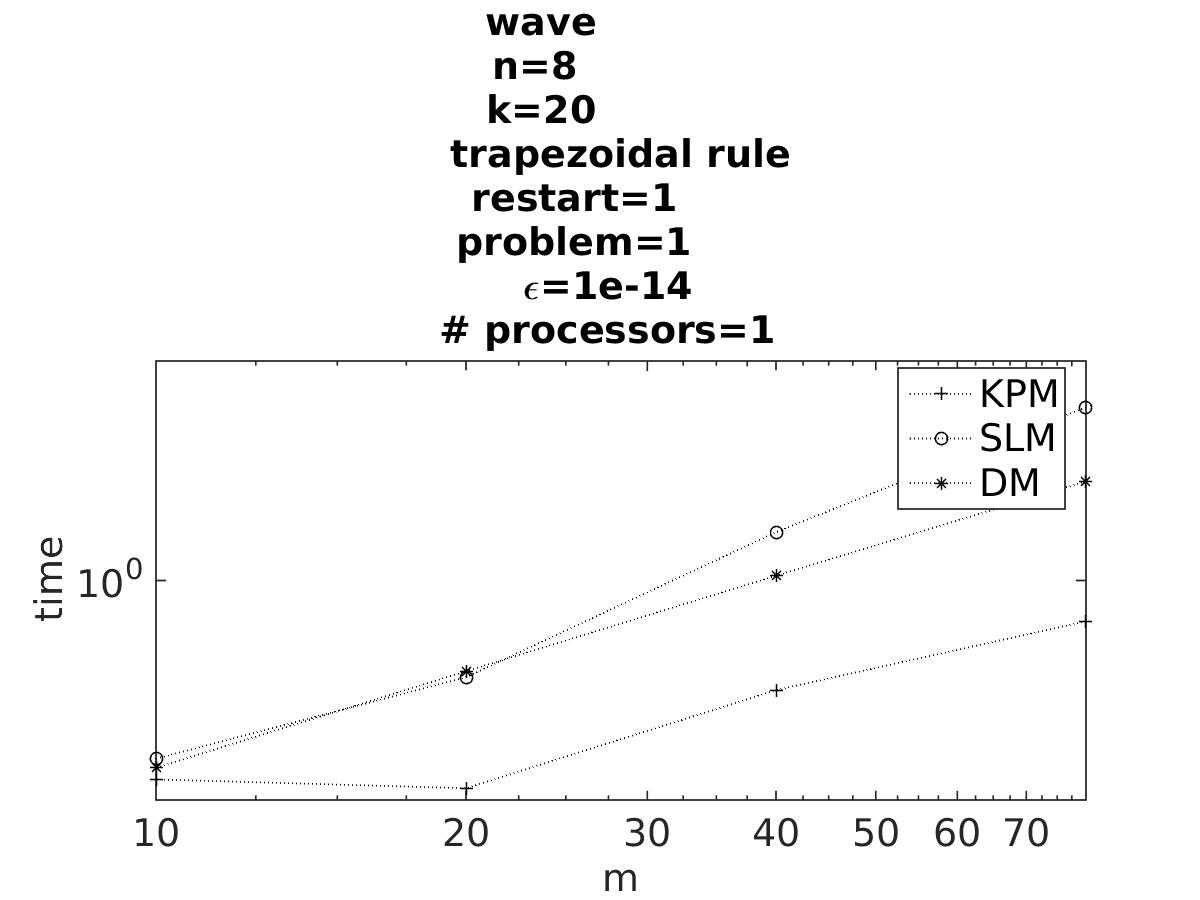 wave
n=8
k=20
trapezoidal rule
restart=1
problem=1
ϵ=1e-14
# processors=1
KPM
SLM
DM
time
10⁰
10 20 30 40 50 60 70
m